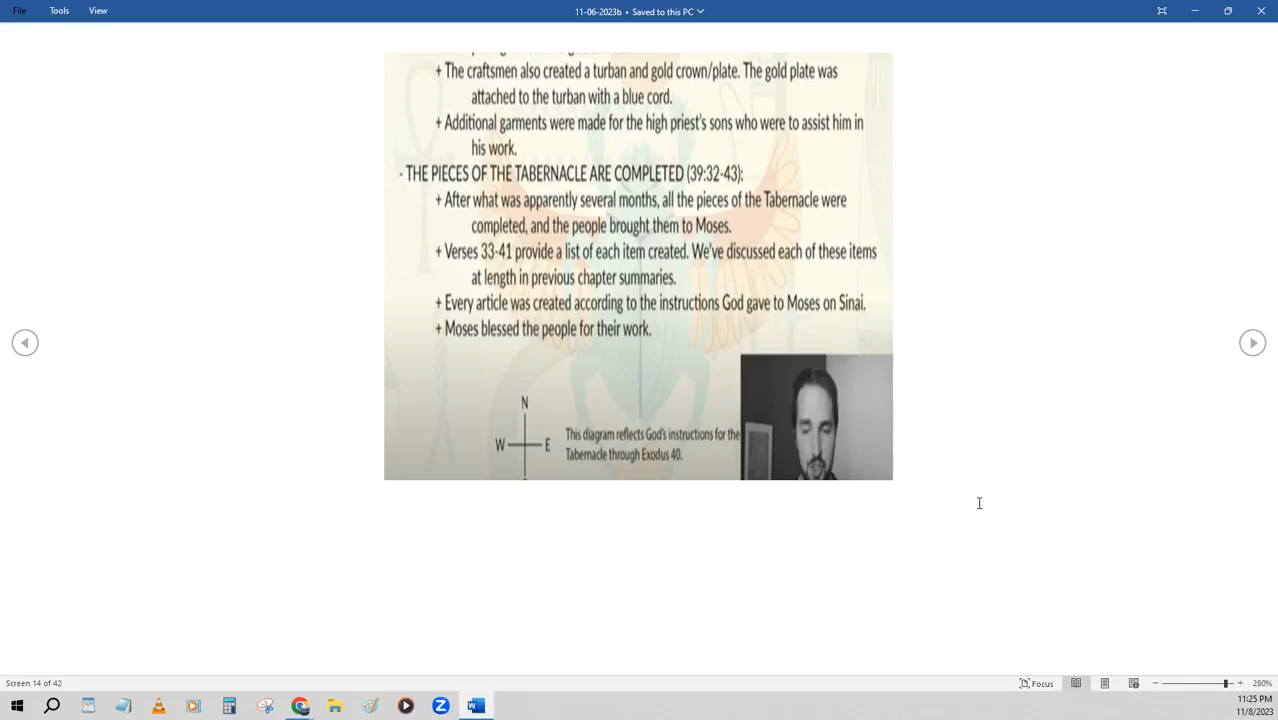 File
Tools
View
11-06-2023b • Saved to this PC
+ The craftsmen also created a turban and gold crown/plate. The gold plate was
attached to the turban with a blue cord.
+ Additional garments were made for the high priest's sons who were to assist him in
his work.
- THE PIECES OF THE TABERNACLE ARE COMPLETED (39:32-43):
+ After what was apparently several months, all the pieces of the Tabernacle were
completed, and the people brought them to Moses.
+ Verses 33-41 provide a list of each item created. We've discussed each of these items
at length in previous chapter summaries.
+ Every article was created according to the instructions God gave to Moses on Sinai.
+ Moses blessed the people for their work.
N
W
E
This diagram reflects God's instructions for the
Tabernacle through Exodus 40.
Screen 14 of 42
Focus
280%
11:25 PM
11/8/2023